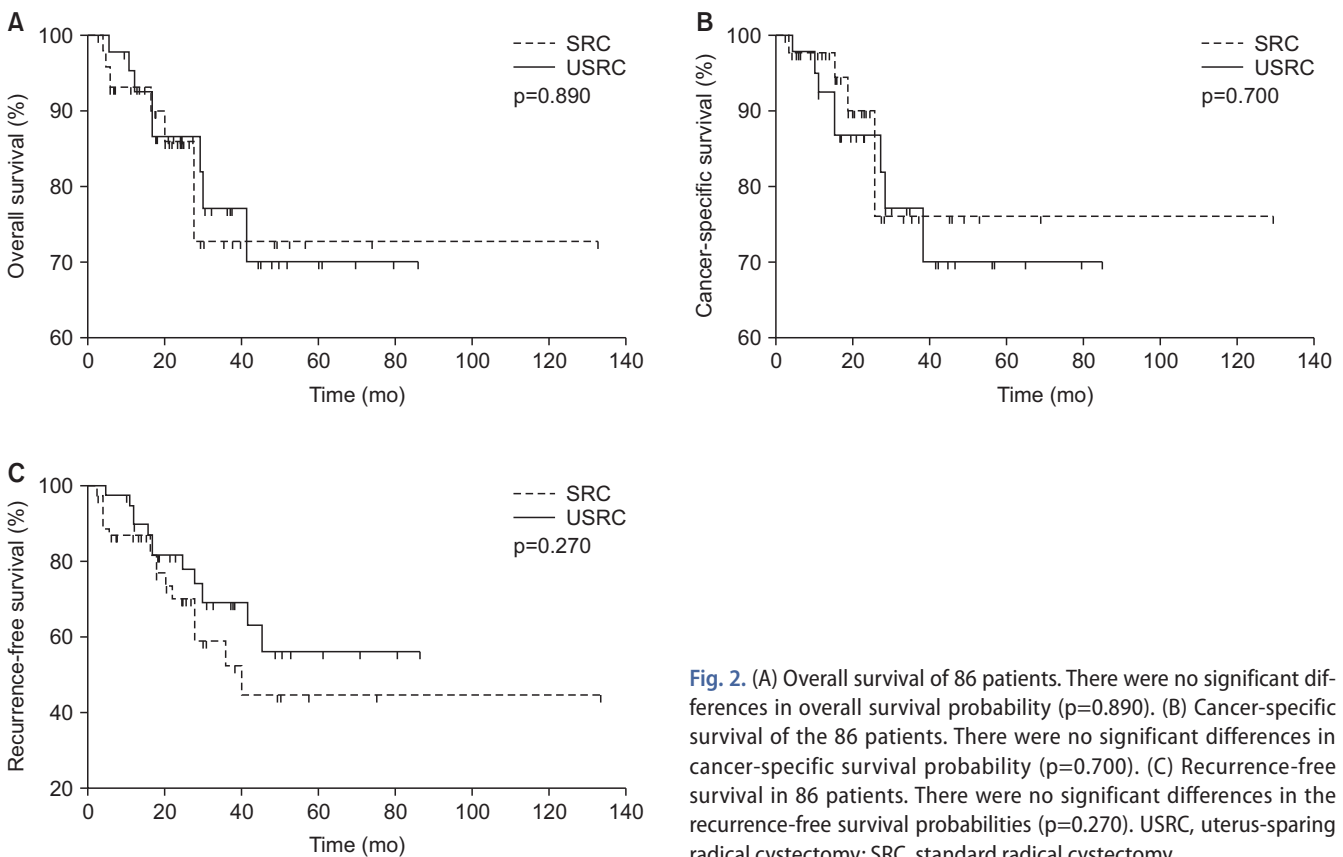 A
100
90
80
70
60
Overall survival (%)
0 20 40 60 80 100 120 140
Time (mo)
SRC
USRC
p=0.890
B
100
90
80
70
60
Cancer-specific survival (%)
0 20 40 60 80 100 120 140
Time (mo)
SRC
USRC
p=0.700
C
100
80
60
40
20
Recurrence-free survival (%)
0 20 40 60 80 100 120 140
Time (mo)
SRC
USRC
p=0.270
Fig. 2. (A) Overall survival of 86 patients. There were no significant dif-
ferences in overall survival probability (p=0.890). (B) Cancer-specific
survival of the 86 patients. There were no significant differences in
cancer-specific survival probability (p=0.700). (C) Recurrence-free
survival in 86 patients. There were no significant differences in the
recurrence-free survival probabilities (p=0.270). USRC, uterus-sparing
radical cystectomy; SRC, standard radical cystectomy